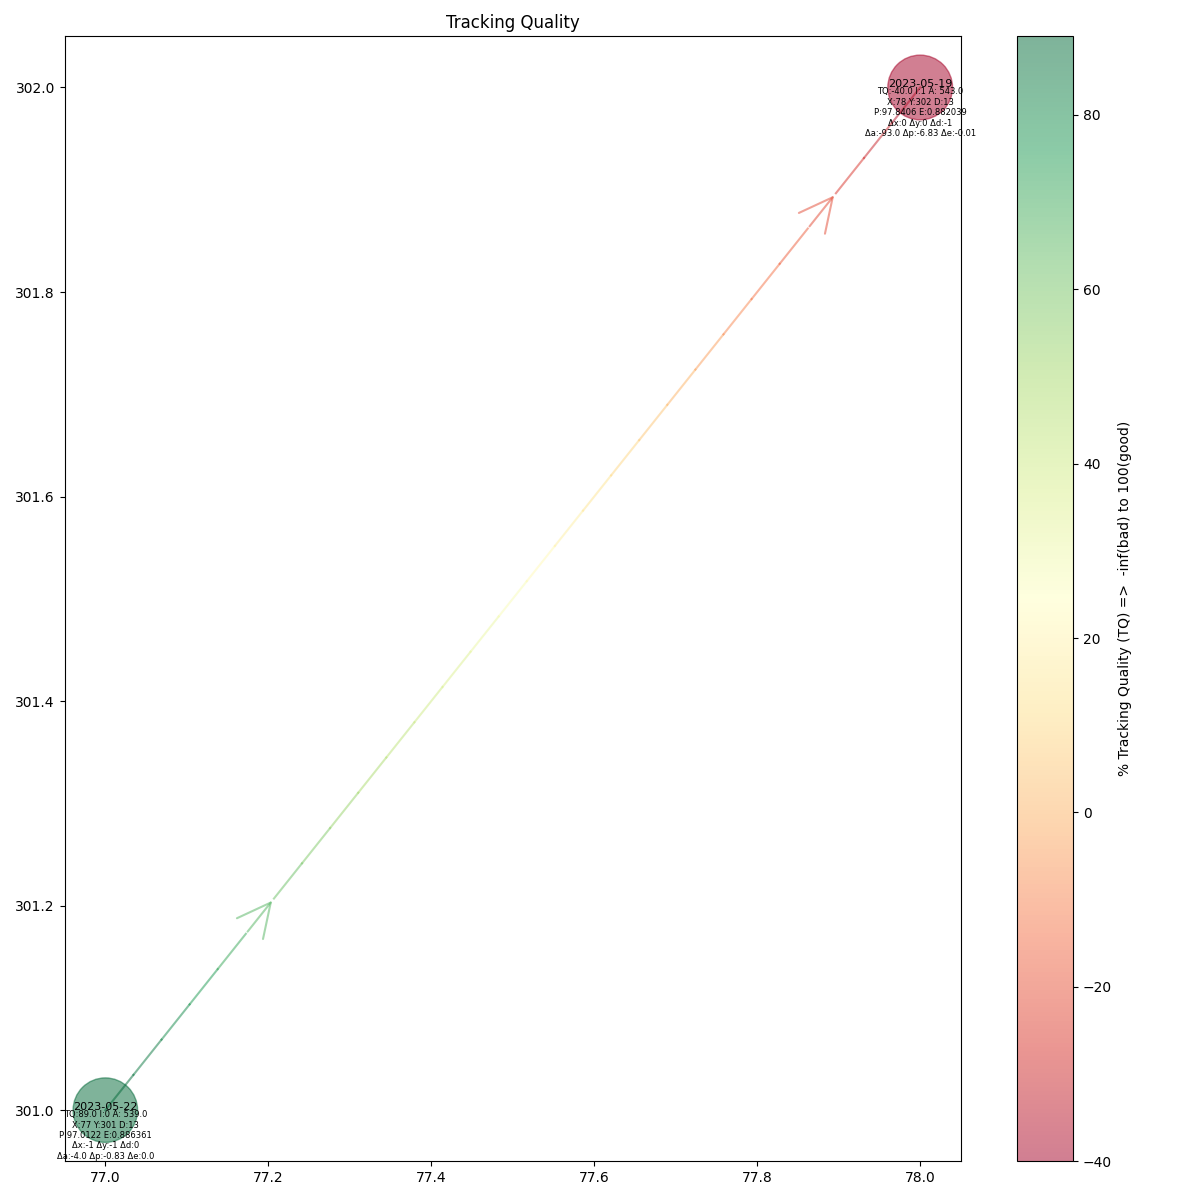 Tracking Quality
302.0
301.8
301.6
301.4
301.2
301.0
77.0
77.2
77.4
77.6
77.8
78.0
2023-05-19
TQ:-40.0 I:1 A: 543.0
X:78 Y:302 D:13
P:97.8406 E:0.882039
Δx:0 Δy:0 Δd:-1
Δa:-93.0 Δp:-6.83 Δe:-0.01
2023-05-22
TQ:89.0 I:0 A: 539.0
X:77 Y:301 D:13
P:97.0122 E:0.886361
Δx:-1 Δy:-1 Δd:0
Δa:-4.0 Δp:-0.83 Δe:0.0
80
60
40
20
0
−20
−40
% Tracking Quality (TQ) => -inf(bad) to 100(good)